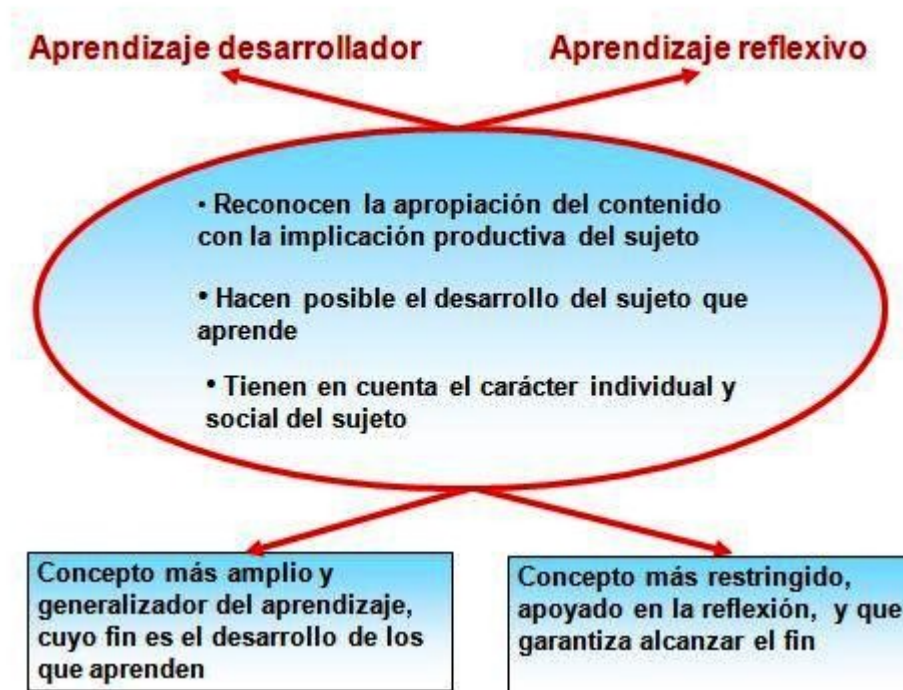 Aprendizaje desarrollador
Aprendizaje reflexivo
• Reconocen la apropiación del contenido
con la implicación productiva del sujeto
• Hacen posible el desarrollo del sujeto que
aprende
• Tienen en cuenta el carácter individual y
social del sujeto
Concepto más amplio y
generalizador del aprendizaje,
cuyo fin es el desarrollo de los
que aprenden
Concepto más restringido,
apoyado en la reflexión, y que
garantiza alcanzar el fin